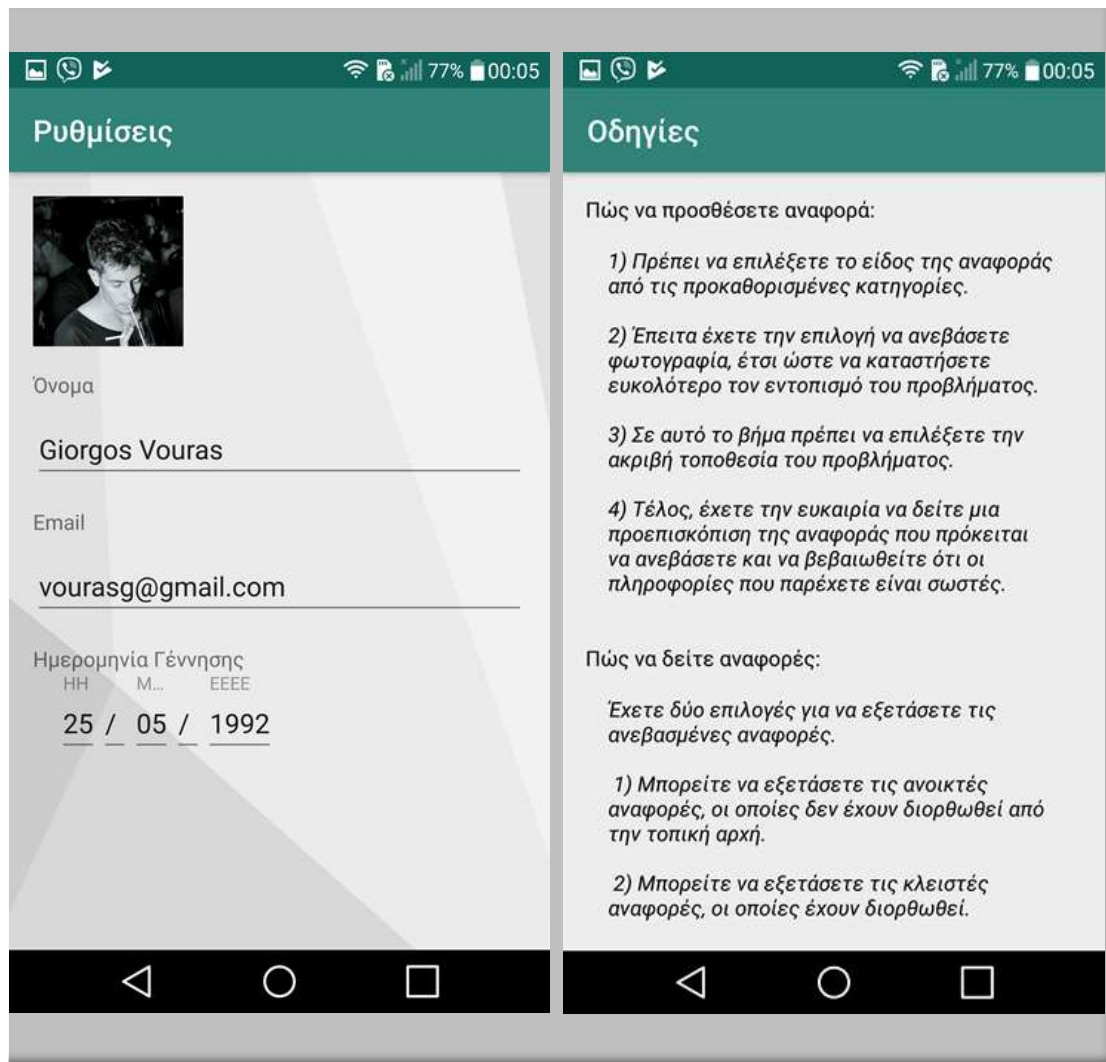 77% 00:05
Ρυθμίσεις
Όνομα
Giorgos Vouras
Email
vourasg@gmail.com
Ημερομηνία Γέννησης
ΗΗ Μ... ΕΕΕΕ
25 / 05 / 1992
77% 00:05
Οδηγίες
Πώς να προσθέσετε αναφορά:
1) Πρέπει να επιλέξετε το είδος της αναφοράς
από τις προκαθορισμένες κατηγορίες.
2) Έπειτα έχετε την επιλογή να ανεβάσετε
φωτογραφία, έτσι ώστε να καταστήσετε
ευκολότερο τον εντοπισμό του προβλήματος.
3) Σε αυτό το βήμα πρέπει να επιλέξετε την
ακριβή τοποθεσία του προβλήματος.
4) Τέλος, έχετε την ευκαιρία να δείτε μια
προεπισκόπιση της αναφοράς που πρόκειται
να ανεβάσετε και να βεβαιωθείτε ότι οι
πληροφορίες που παρέχετε είναι σωστές.
Πώς να δείτε αναφορές:
Έχετε δύο επιλογές για να εξετάσετε τις
ανεβασμένες αναφορές.
1) Μπορείτε να εξετάσετε τις ανοικτές
αναφορές, οι οποίες δεν έχουν διορθωθεί από
την τοπική αρχή.
2) Μπορείτε να εξετάσετε τις κλειστές
αναφορές, οι οποίες έχουν διορθωθεί.